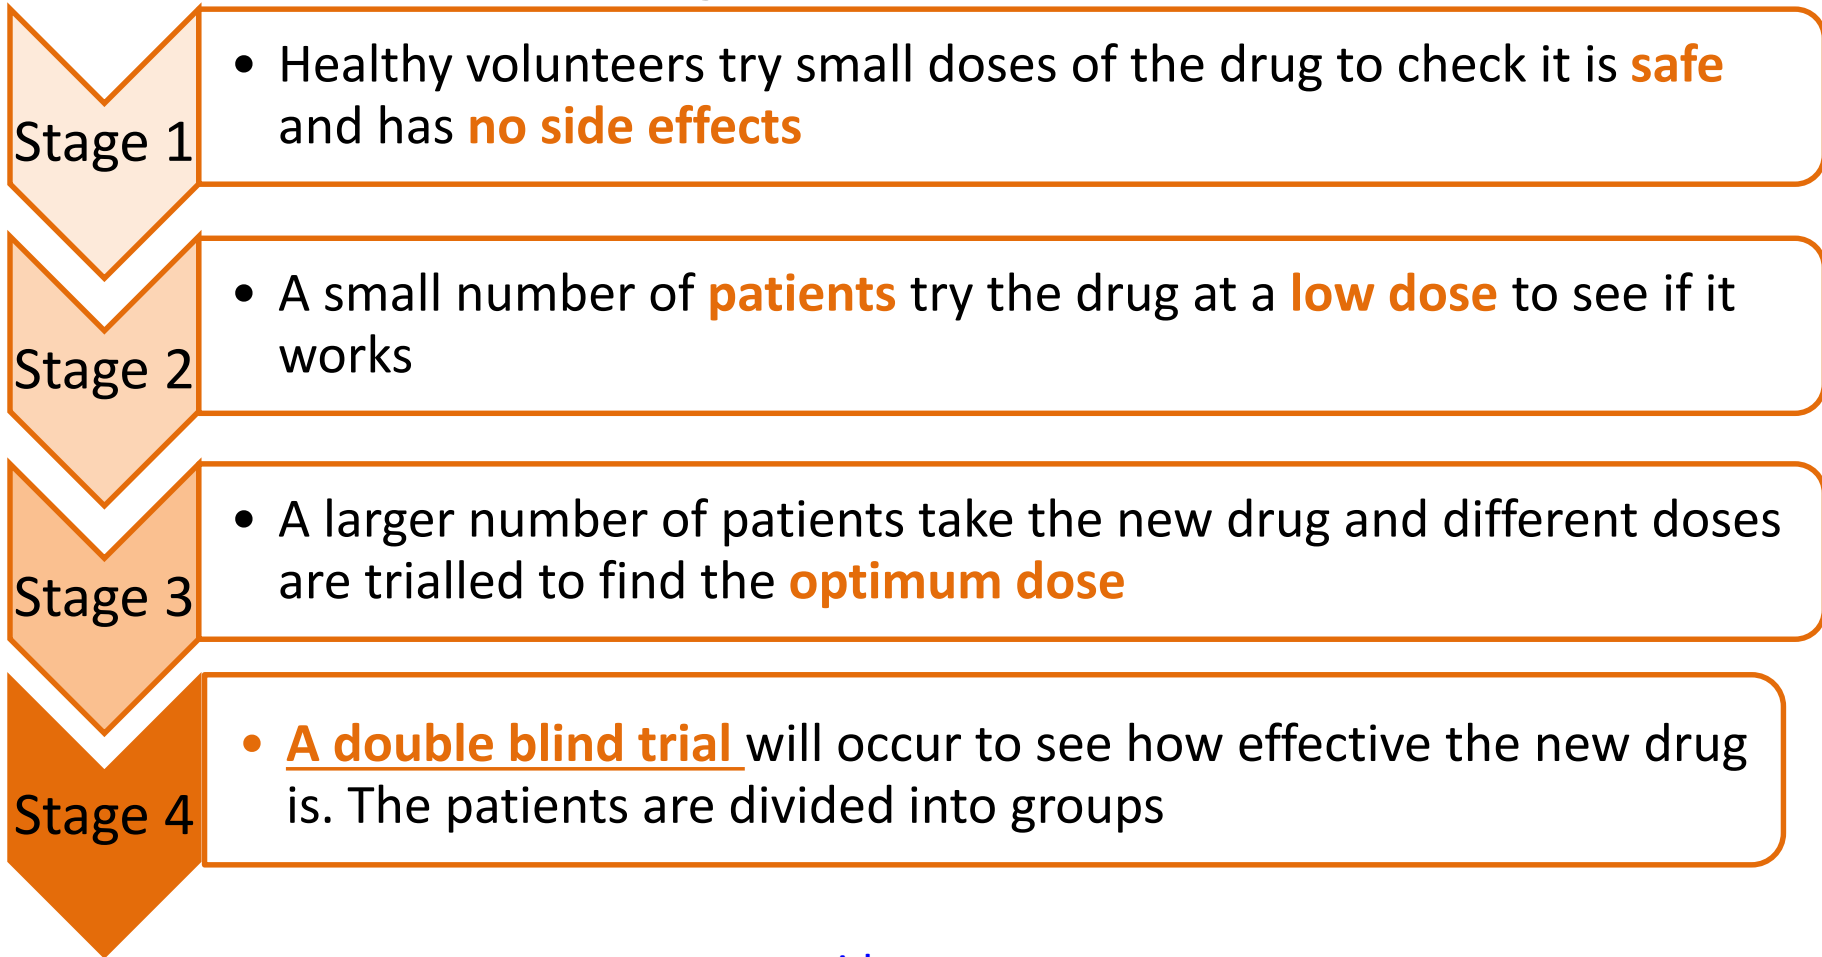 Stage 1
• Healthy volunteers try small doses of the drug to check it is safe
and has no side effects
Stage 2
• A small number of patients try the drug at a low dose to see if it
works
Stage 3
• A larger number of patients take the new drug and different doses
are trialled to find the optimum dose
Stage 4
• A double blind trial will occur to see how effective the new drug
is. The patients are divided into groups